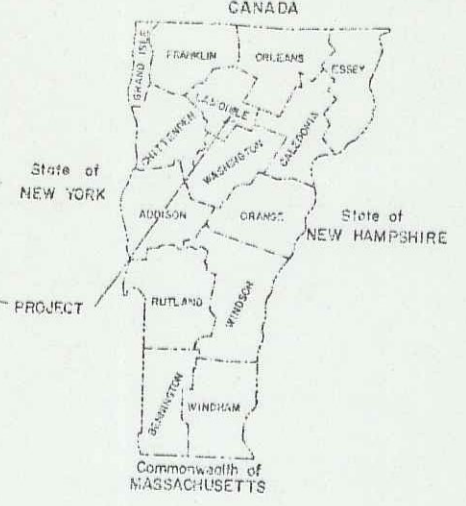 CANADA
GRAND ISLE
FRANKLIN
ORLEANS
ESSEY
LAMOILLE
CHITTENDEN
CALEDONIA
WASHINGTON
State of
NEW YORK
ADDISON
ORANGE
State of
NEW HAMPSHIRE
PROJECT
RUTLAND
WINDSOR
BENNINGTON
WINDHAM
Commonwealth of
MASSACHUSETTS